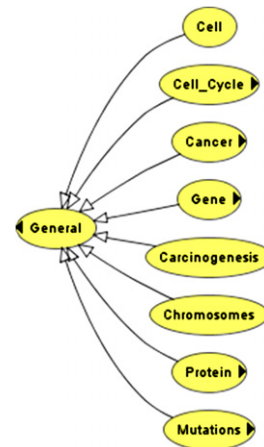 Cell
Cell_Cycle
Cancer
Gene
General
Carcinogenesis
Chromosomes
Protein
Mutations